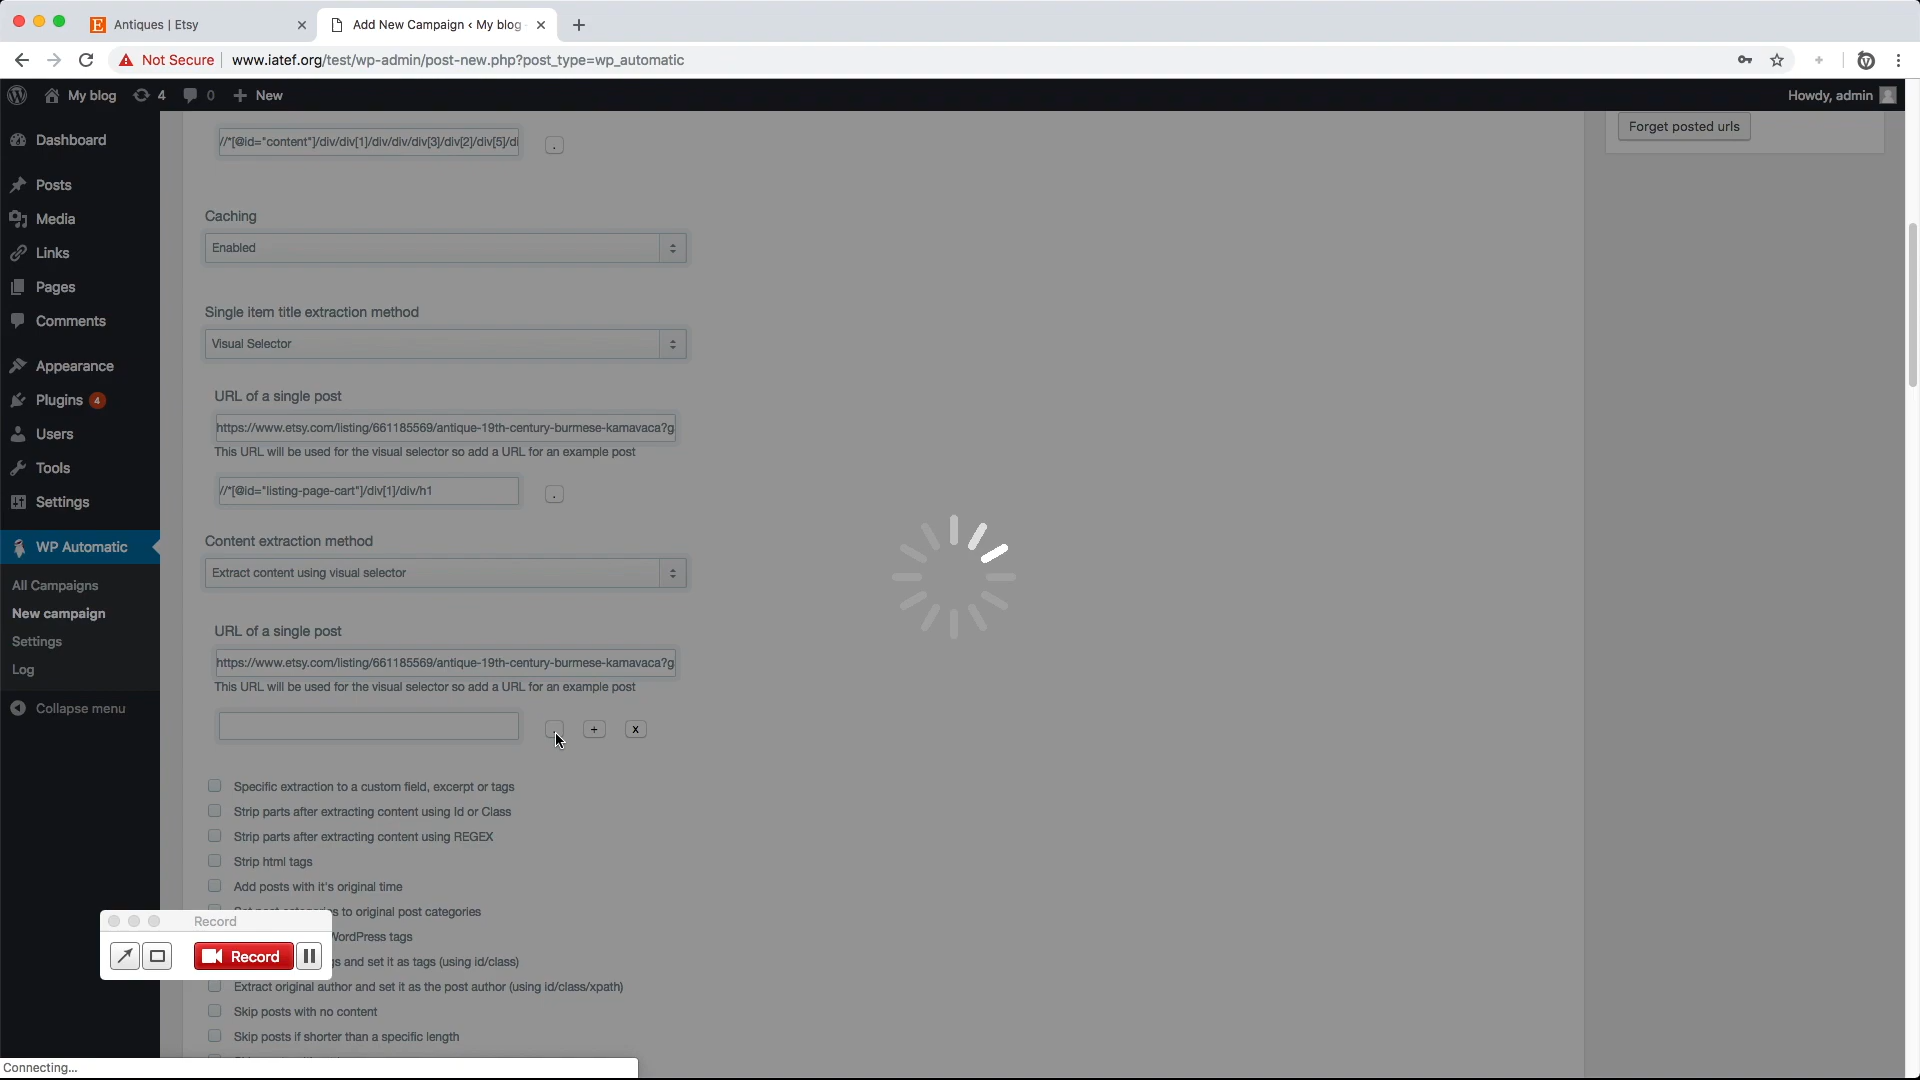 Antiques | Etsy
Add New Campaign ‹ My blog
Not Secure
www.iatef.org/test/wp-admin/post-new.php?post_type=wp_automatic
My blog
4
0
New
Howdy, admin
Dashboard
Posts
Media
Links
Pages
Comments
Appearance
Plugins 4
Users
Tools
Settings
WP Automatic
All Campaigns
New campaign
Settings
Log
Collapse menu
Forget posted urls
//*[@id="content"]/div/div[1]/div/div/div[3]/div[2]/div[5]/di
.
Caching
Enabled
Single item title extraction method
Visual Selector
URL of a single post
https://www.etsy.com/listing/661185569/antique-19th-century-burmese-kamavaca?g
This URL will be used for the visual selector so add a URL for an example post
//*[@id="listing-page-cart"]/div[1]/div/h1
.
Content extraction method
Extract content using visual selector
URL of a single post
https://www.etsy.com/listing/661185569/antique-19th-century-burmese-kamavaca?g
This URL will be used for the visual selector so add a URL for an example post
+
x
Specific extraction to a custom field, excerpt or tags
Strip parts after extracting content using Id or Class
Strip parts after extracting content using REGEX
Strip html tags
Add posts with it's original time
to original post categories
WordPress tags
and set it as tags (using id/class)
Extract original author and set it as the post author (using id/class/xpath)
Skip posts with no content
Skip posts if shorter than a specific length
Record
Record
Connecting...